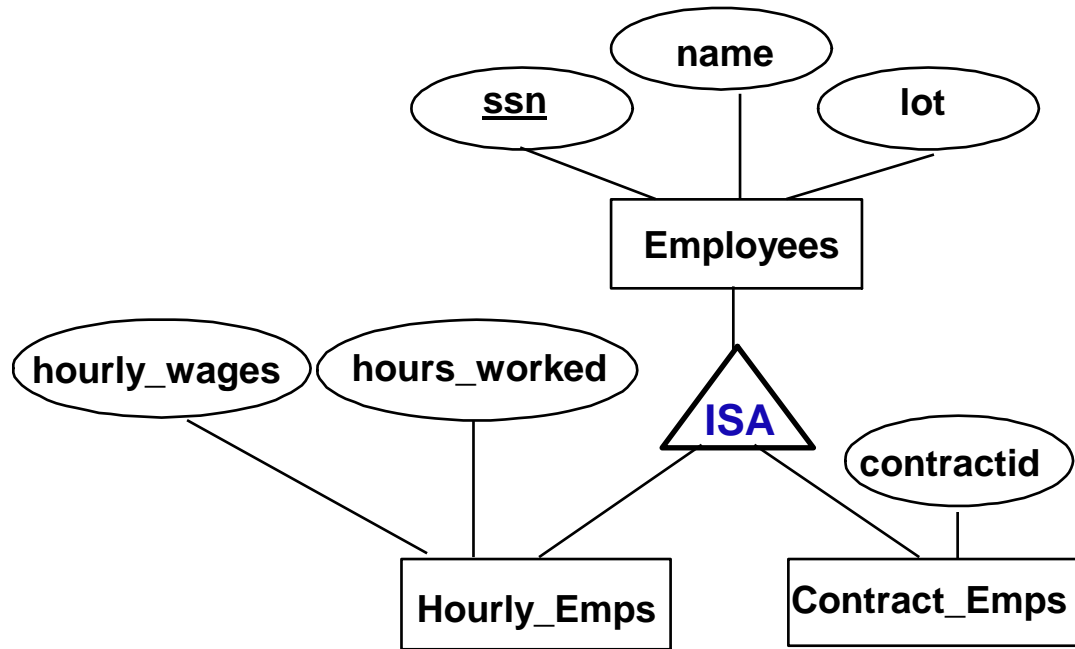 name
ssn
lot
Employees
hourly_wages
hours_worked
ISA
contractid
Hourly_Emps
Contract_Emps